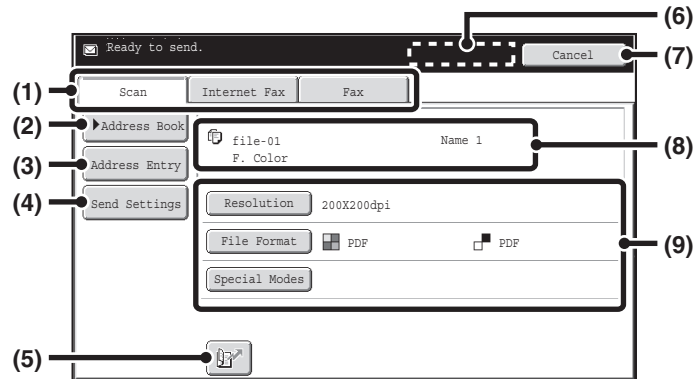 (6)
Ready to send.
Cancel
(7)
(1)
Scan
Internet Fax
Fax
(2)
Address Book
file-01
Name 1
F. Color
(8)
(3)
Address Entry
(4)
Send Settings
Resolution
200X200dpi
File Format
PDF
PDF
(9)
Special Modes
(5)